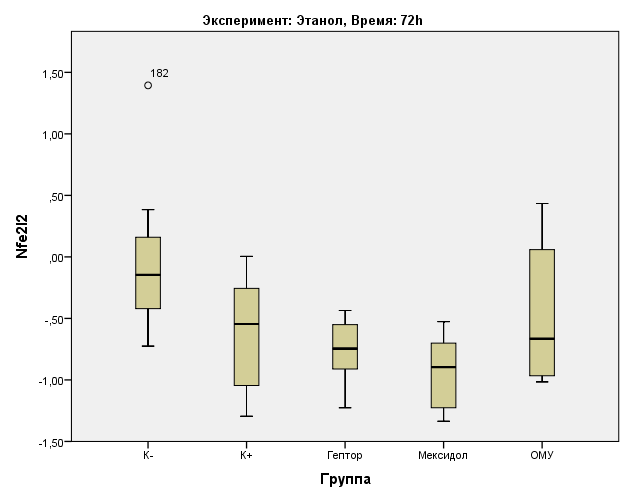 Эксперимент: Этанол, Время: 72h
182
1,50
1,00
,50
,00
-,50
-1,00
-1,50
Nfe2l2
К-
К+
Гептор
Мексидол
ОМУ
Группа